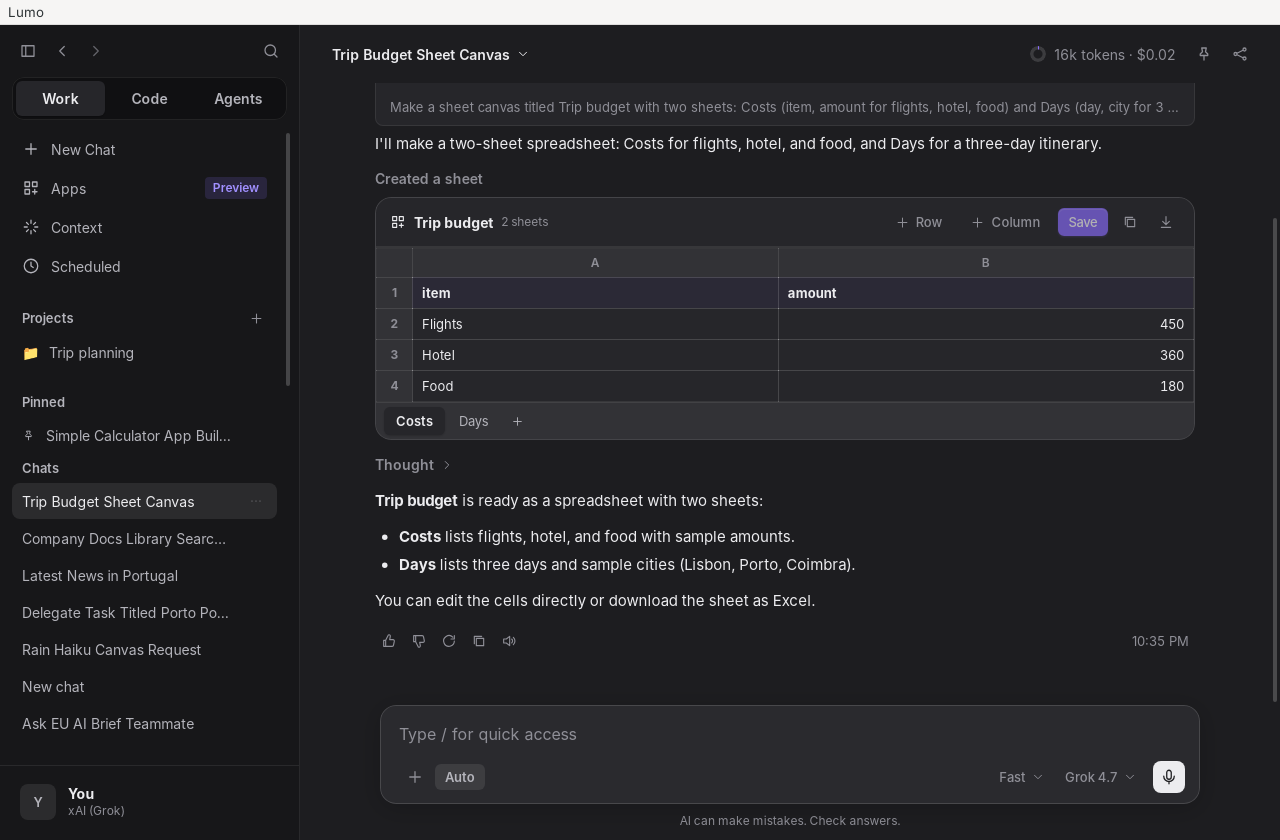 Lumo
Work Code Agents
New Chat
Apps Preview
Context
Scheduled
Projects
Trip planning
Pinned
Simple Calculator App Buil...
Chats
Trip Budget Sheet Canvas
Company Docs Library Searc...
Latest News in Portugal
Delegate Task Titled Porto Po...
Rain Haiku Canvas Request
New chat
Ask EU AI Brief Teammate
Y
You
xAI (Grok)
Trip Budget Sheet Canvas
16k tokens · $0.02
Make a sheet canvas titled Trip budget with two sheets: Costs (item, amount for flights, hotel, food) and Days (day, city for 3 ...
I'll make a two-sheet spreadsheet: Costs for flights, hotel, and food, and Days for a three-day itinerary.
Created a sheet
Trip budget 2 sheets Row Column Save
A B
1 item amount
2 Flights 450
3 Hotel 360
4 Food 180
Costs Days
Thought
Trip budget is ready as a spreadsheet with two sheets:
• Costs lists flights, hotel, and food with sample amounts.
• Days lists three days and sample cities (Lisbon, Porto, Coimbra).
You can edit the cells directly or download the sheet as Excel.
10:35 PM
Type / for quick access
Auto Fast Grok 4.7
AI can make mistakes. Check answers.